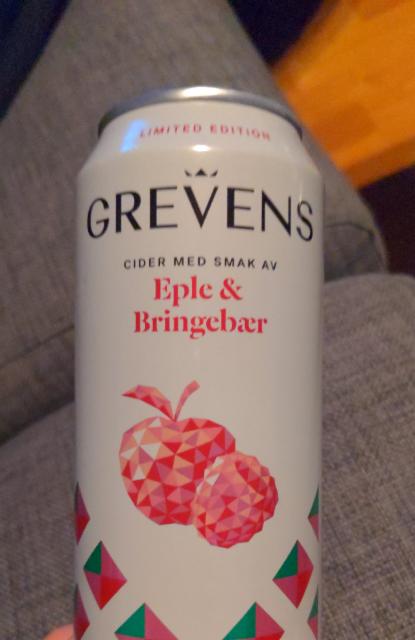 LIMITED EDITION
GREVENS
CIDER MED SMAK AV
Eple &
Bringebær